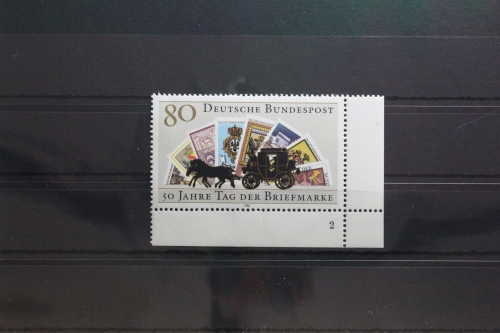 80 DEUTSCHE BUNDESPOST
50 JAHRE TAG DER BRIEFMARKE
2